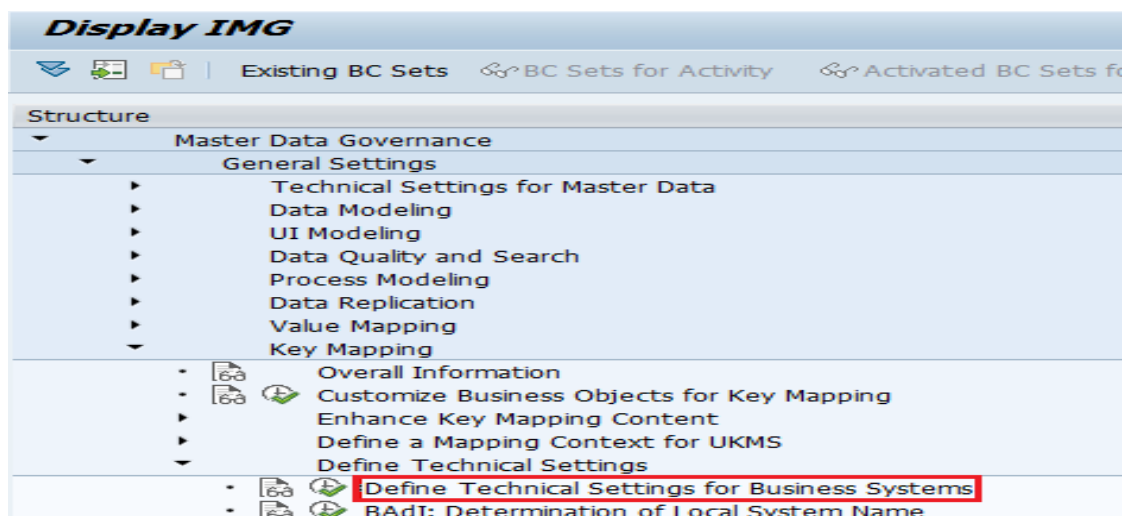 Display IMG
Existing BC Sets BC Sets for Activity Activated BC Sets fo
Structure
Master Data Governance
General Settings
Technical Settings for Master Data
Data Modeling
UI Modeling
Data Quality and Search
Process Modeling
Data Replication
Value Mapping
Key Mapping
Overall Information
Customize Business Objects for Key Mapping
Enhance Key Mapping Content
Define a Mapping Context for UKMS
Define Technical Settings
Define Technical Settings for Business Systems
BAdI: Determination of Local System Name